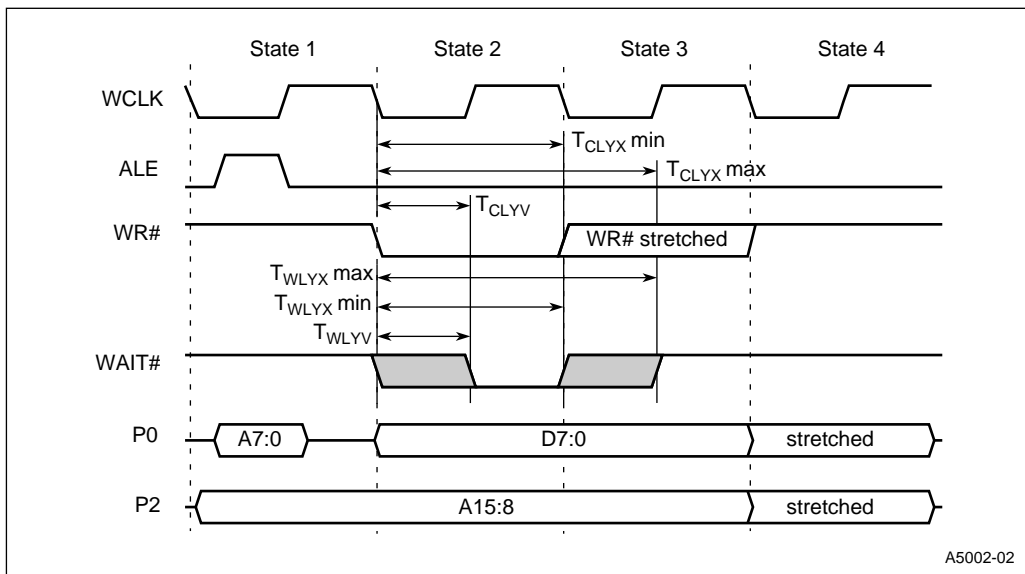 State 1 State 2 State 3 State 4
WCLK
T_CLYX min
ALE
T_CLYX max
T_CLYV
WR#
WR# stretched
T_WLYX max
T_WLYX min
T_WLYV
WAIT#
P0 A7:0 D7:0 stretched
P2 A15:8 stretched
A5002-02